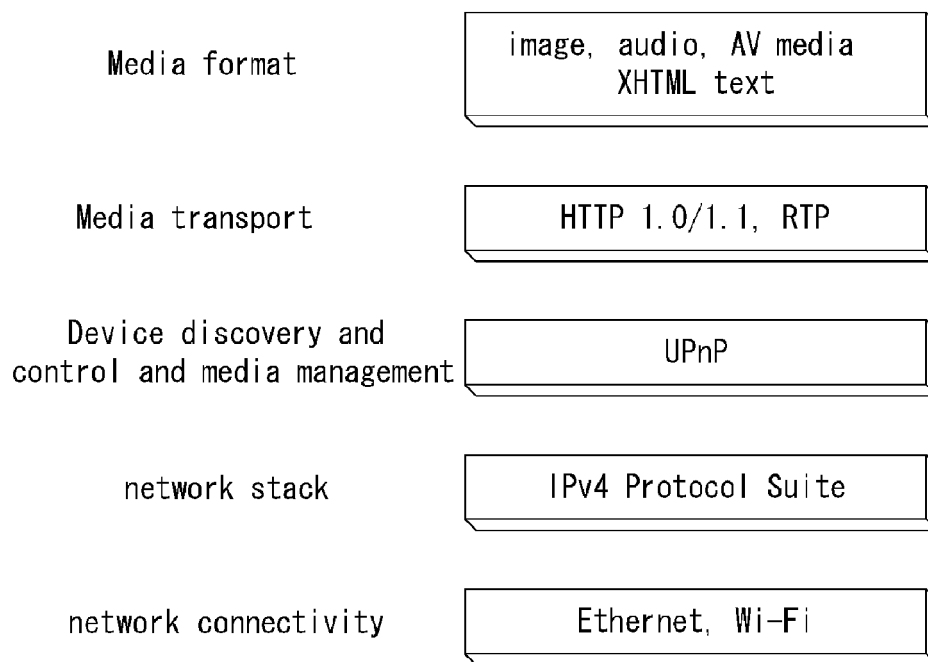 Media format
image, audio, AV media
XHTML text
Media transport
HTTP 1.0/1.1, RTP
Device discovery and
control and media management
UPnP
network stack
IPv4 Protocol Suite
network connectivity
Ethernet, Wi-Fi